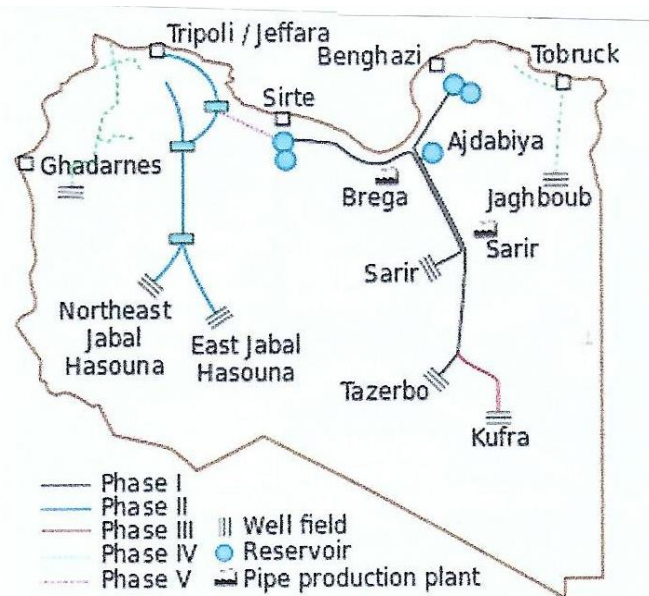 Tripoli / Jeffara
Benghazi
Tobruck
Sirte
Ghadarnes
Ajdabiya
Brega
Jaghboub
Sarir
Sarir
Northeast
Jabal
Hasouna
East Jabal
Hasouna
Tazerbo
Kufra
Phase I
Phase II
Phase III
Phase IV
Phase V
Well field
Reservoir
Pipe production plant